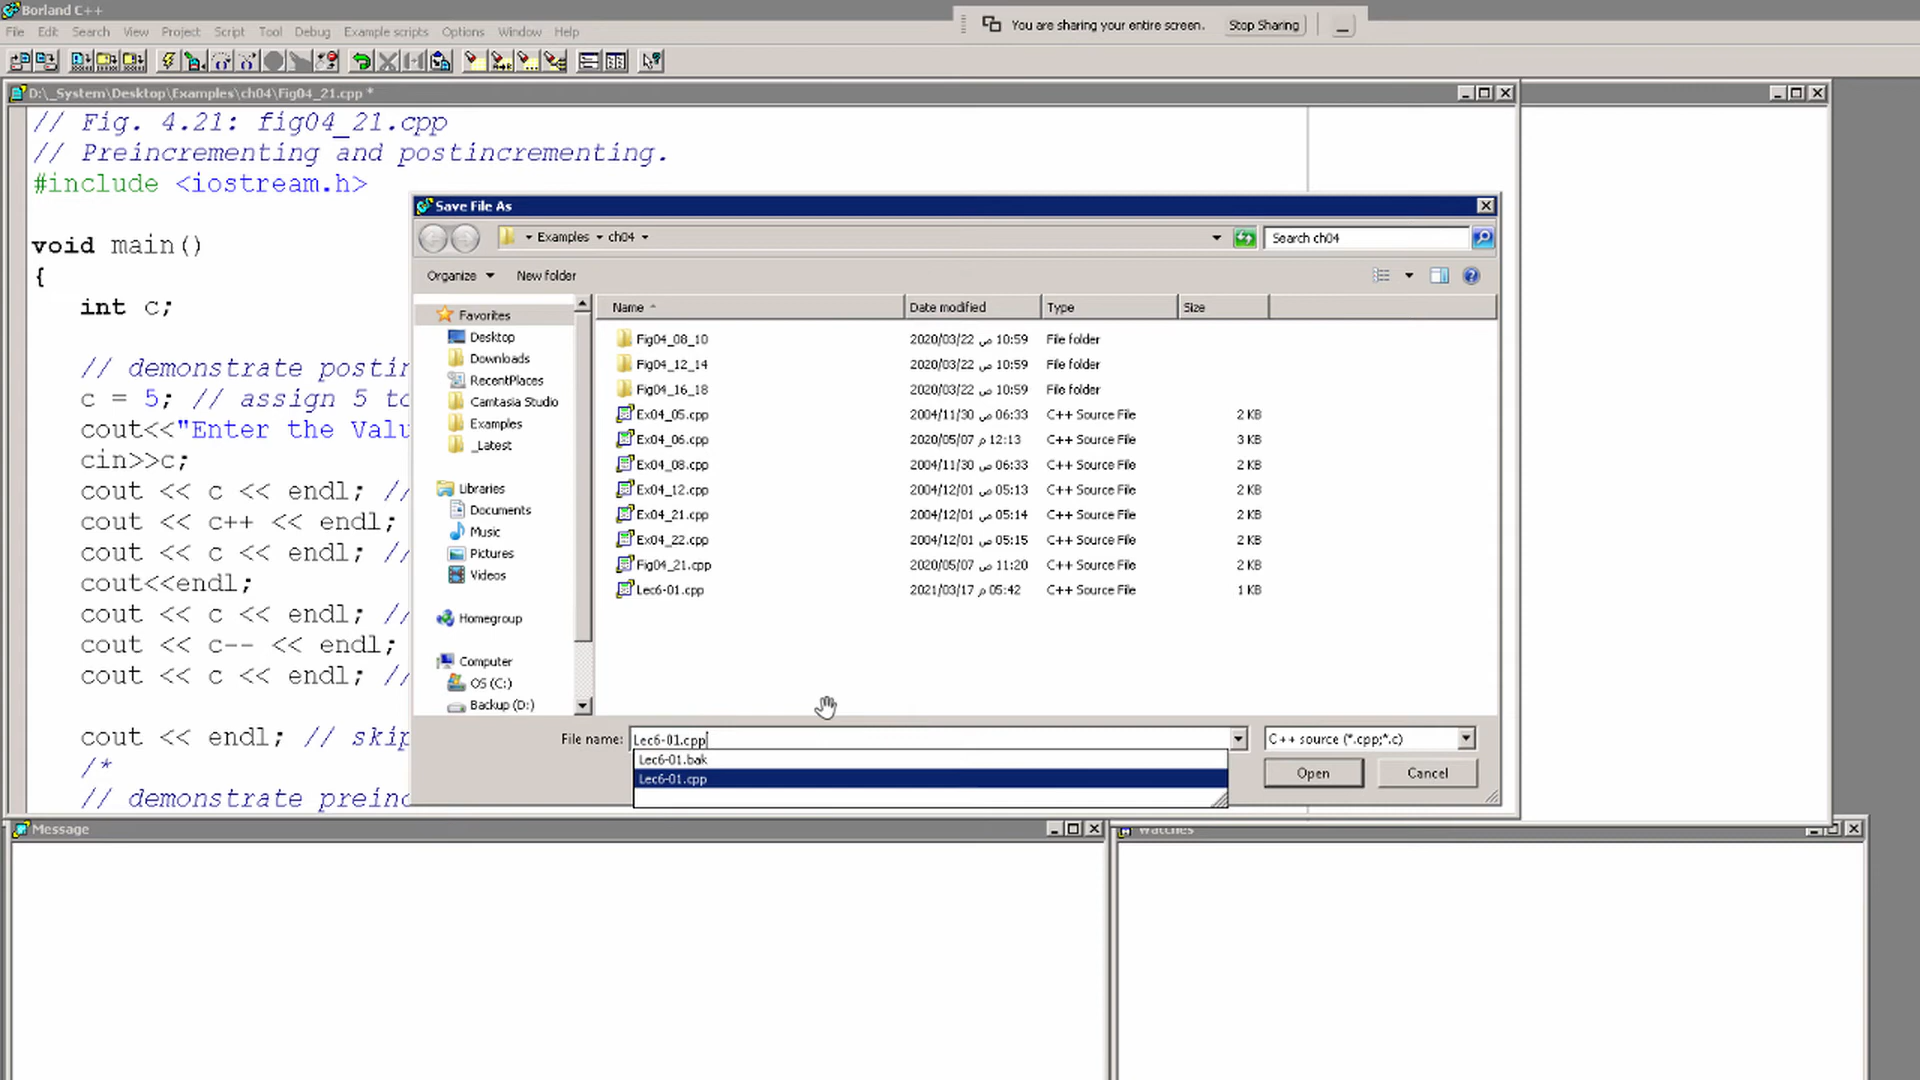 Borland C++
You are sharing your entire screen.
Stop Sharing
File Edit Search View Project Script Tool Debug Example scripts Options Window Help
D:\_System\Desktop\Examples\ch04\Fig04_21.cpp *
// Fig. 4.21: fig04_21.cpp
// Preincrementing and postincrementing.
#include <iostream.h>
void main()
{
int c;
// demonstrate postin
c = 5; // assign 5 to
cout<<"Enter the Valu
cin>>c;
cout << c << endl; //
cout << c++ << endl;
cout << c << endl; //
cout<<endl;
cout << c << endl; //
cout << c-- << endl;
cout << c << endl; //
cout << endl; // skip
/*
// demonstrate preinc
Save File As
Examples ch04
Search ch04
Organize New folder
Favorites
Desktop
Downloads
RecentPlaces
Camtasia Studio
Examples
_Latest
Libraries
Documents
Music
Pictures
Videos
Homegroup
Computer
OS (C:)
Backup (D:)
Name Date modified Type Size
Fig04_08_10 2020/03/22 ص 10:59 File folder
Fig04_12_14 2020/03/22 ص 10:59 File folder
Fig04_16_18 2020/03/22 ص 10:59 File folder
Ex04_05.cpp 2004/11/30 ص 06:33 C++ Source File 2 KB
Ex04_06.cpp 2020/05/07 م 12:13 C++ Source File 3 KB
Ex04_08.cpp 2004/11/30 ص 06:33 C++ Source File 2 KB
Ex04_12.cpp 2004/12/01 ص 05:13 C++ Source File 2 KB
Ex04_21.cpp 2004/12/01 ص 05:14 C++ Source File 2 KB
Ex04_22.cpp 2004/12/01 ص 05:15 C++ Source File 2 KB
Fig04_21.cpp 2020/05/07 ص 11:20 C++ Source File 2 KB
Lec6-01.cpp 2021/03/17 م 05:42 C++ Source File 1 KB
File name: Lec6-01.cpp
C++ source (*.cpp;*.c)
Lec6-01.bak
Lec6-01.cpp
Open Cancel
Message
Watches